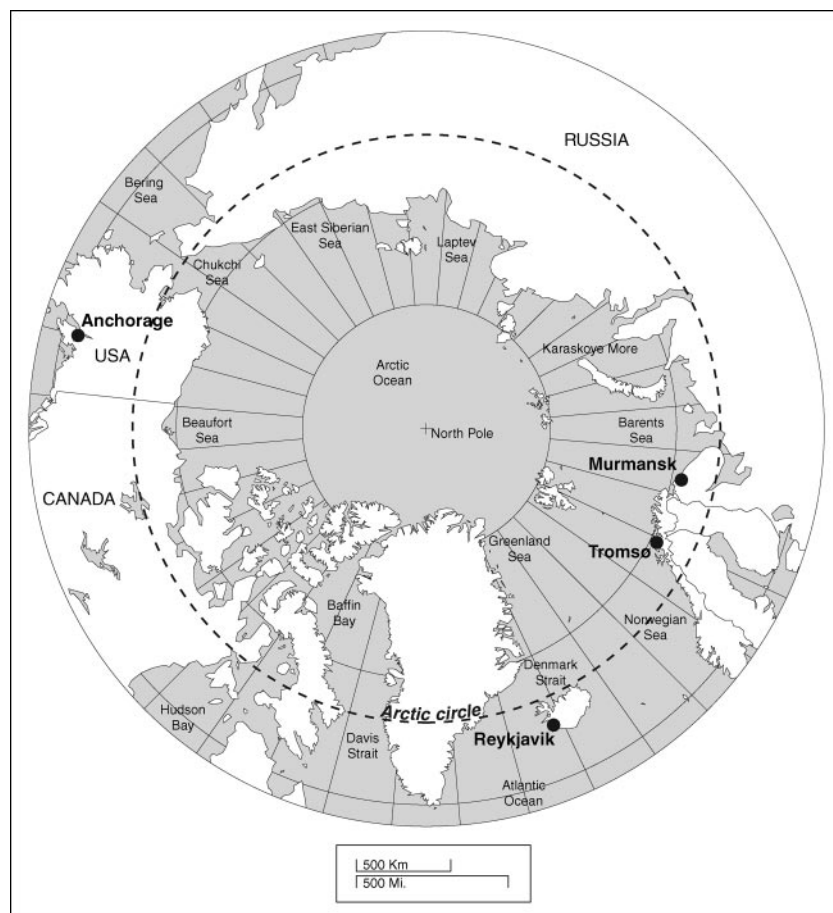 RUSSIA
Bering
Sea
East Siberian
Sea
Laptev
Sea
Chukchi
Sea
Anchorage
USA
Karaskoye More
Arctic
Ocean
Beaufort
Sea
North Pole
Barents
Sea
Murmansk
CANADA
Greenland
Sea
Tromsø
Baffin
Bay
Norwegian
Sea
Denmark
Strait
Hudson
Bay
Arctic circle
Davis
Strait
Reykjavik
Atlantic
Ocean
500 Km
500 Mi.